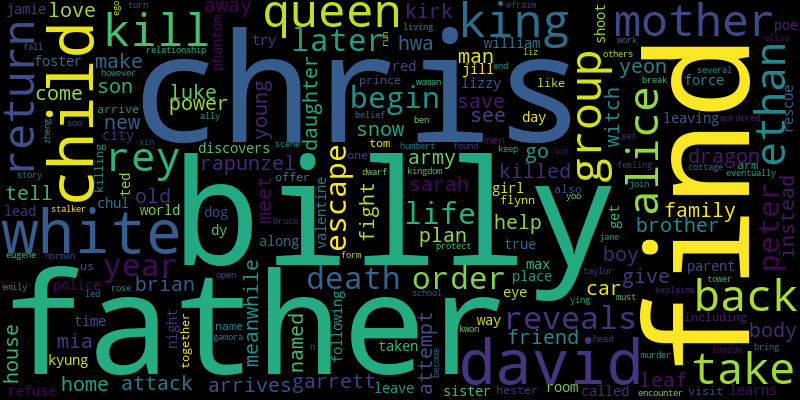 jamie love
away
queen
king
mother
poe
ego
efraim
turn
elisa
kill
later
kirk
hwa
william
shoot
phantom
fall
relationship
try
living
run
work
others
several
return
child
foster make
come
son
luke
power
man
jill
red
prince
woman
liz
like
lizzy
group
yeon
break
force
ethan
rescue
chris
find
daughter
young
begin
save
see
day
witch
alice
leaving
murdered
new
city
arrive
ally
scene
end
snow
belief
ben
discovers
rey
rapunzel
tom
one
army
go
dragon
set
war
men
story
xin
zheng
soo
killing
tell
ted
chul
old
world
meet
offer
humbert
found
keep
killed
arm
feeling
join
cottage
eventually
peter
instead
lead
stalker
billy
escape
dwarf
kingdom
sarah
girl
flynn
family
white
dog
dy
valentine
fight
life
help
also
yoo
get
brother
eugene
norman
us
year
along
bruce
plan
true
boy
jane
parent
police
brian
death
protect
order
max
place
give
tower
emily
led
rose
open
form
eye
car
taylor
must
explains
ying
back
time
mia
night
name
school
reveals
including
body
father
meanwhile
gamora
together
named
following
attempt
way
friend
david
head
inside
bring
take
house
kyung
n
taken
become
kwon
room
called
murder
leaf
home attack
arrives
garrett
leave
sister
hester
visit
learns
refuse
encounter